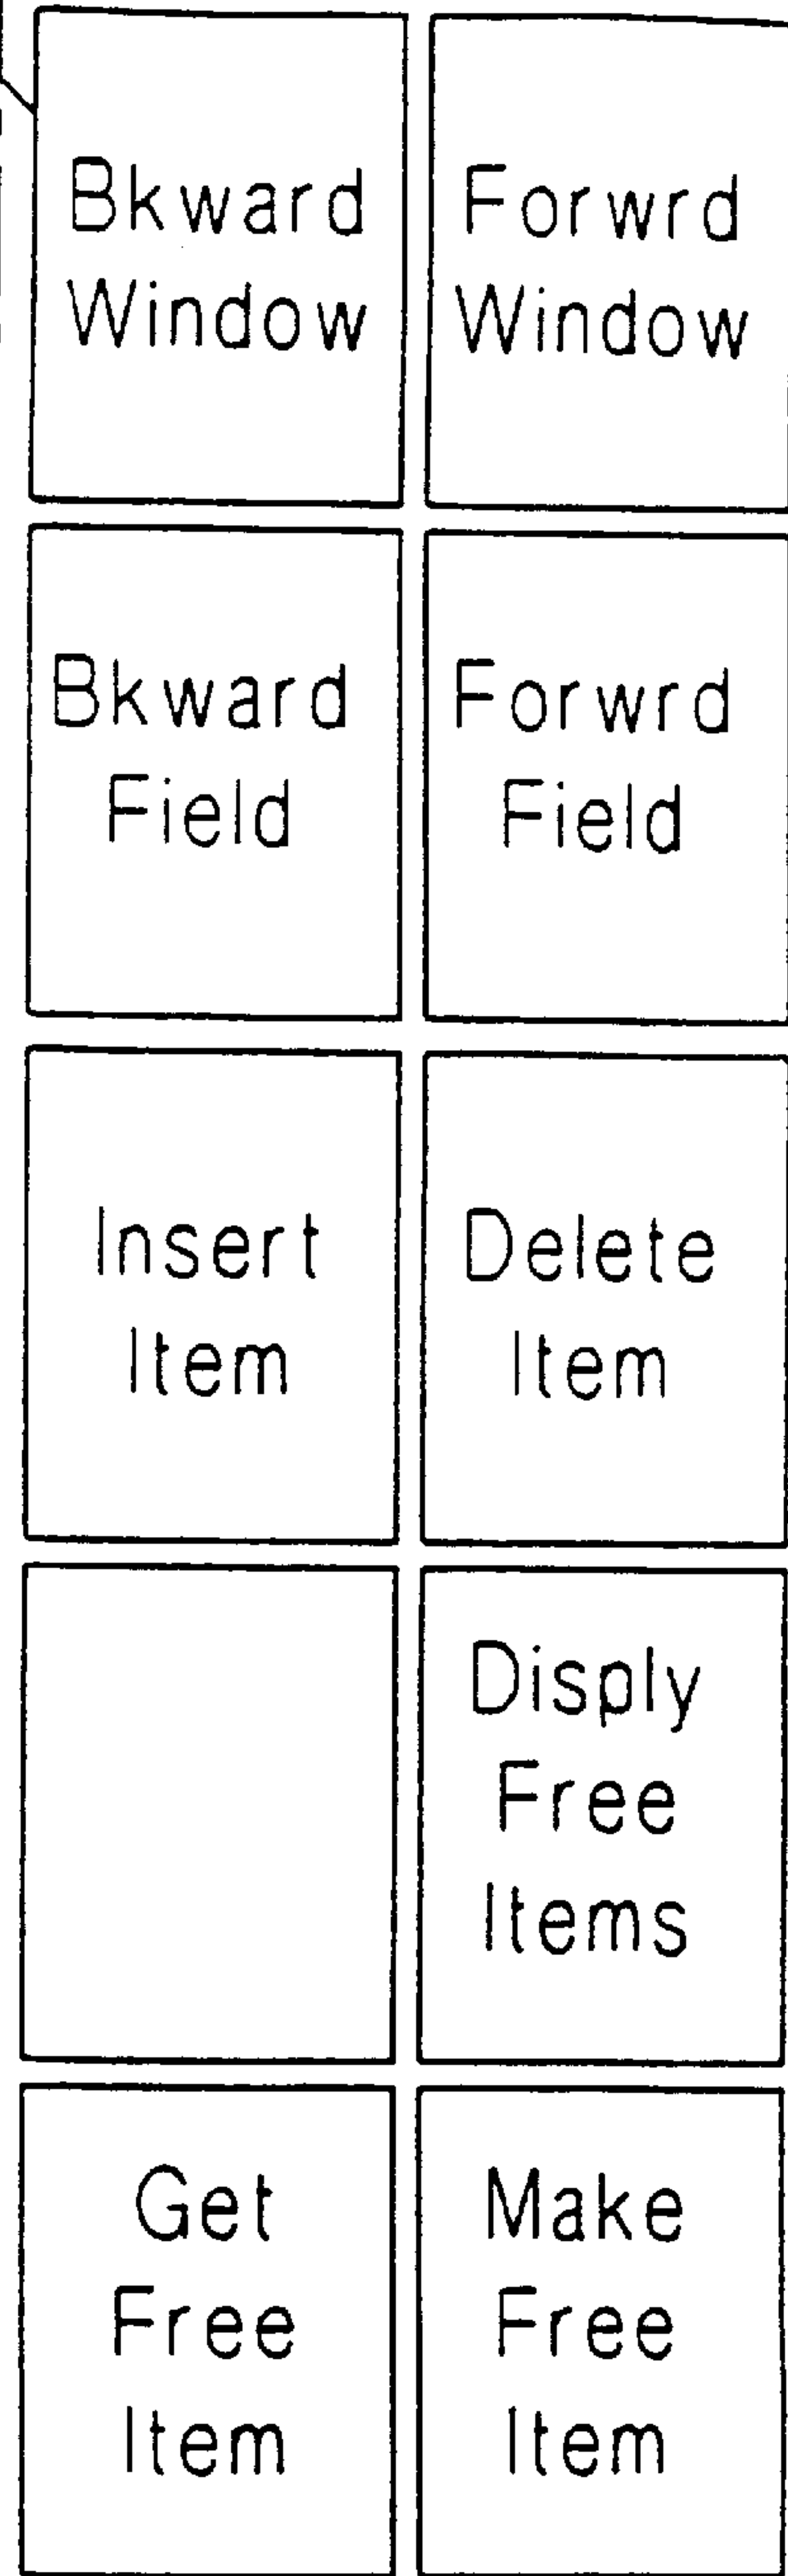 Bkward
Window
Forwrd
Window
Bkward
Field
Forwrd
Field
Insert
Item
Delete
Item
Disply
Free
Items
Get
Free
Item
Make
Free
Item